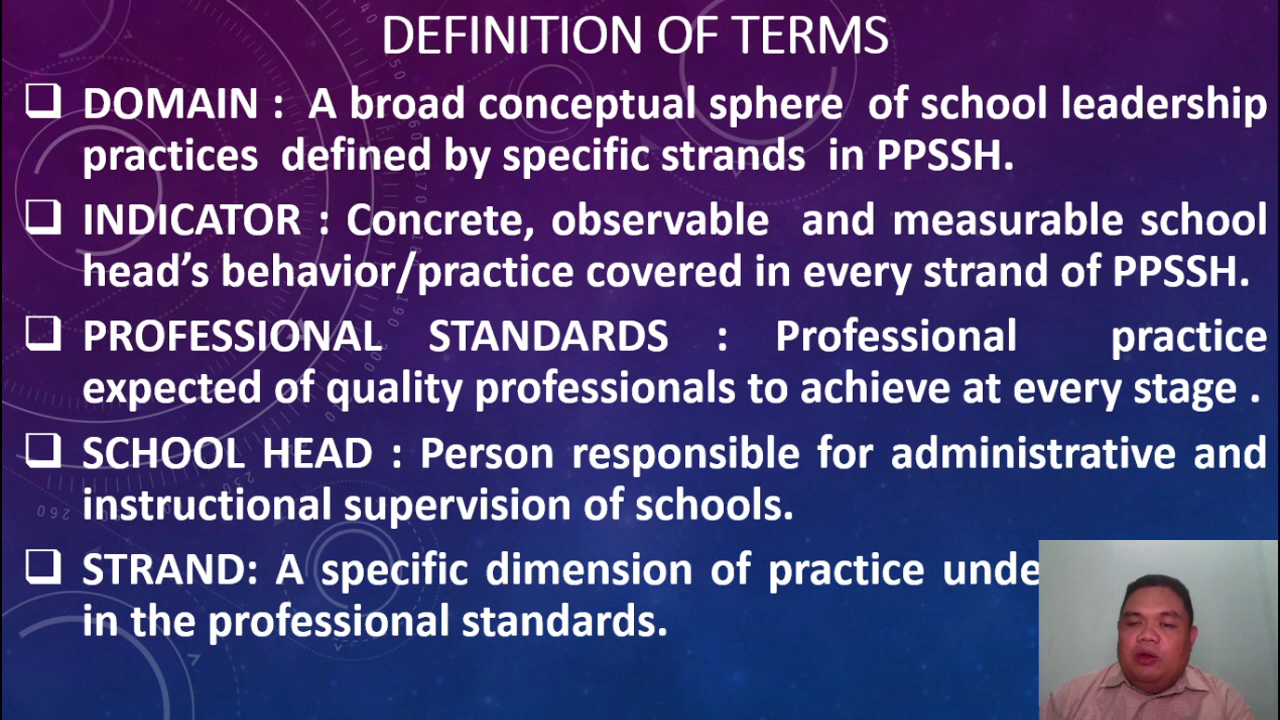 DEFINITION OF TERMS
❑ DOMAIN : A broad conceptual sphere of school leadership
practices defined by specific strands in PPSSH.
❑ INDICATOR : Concrete, observable and measurable school
head's behavior/practice covered in every strand of PPSSH.
❑ PROFESSIONAL STANDARDS : Professional practice
expected of quality professionals to achieve at every stage .
❑ SCHOOL HEAD : Person responsible for administrative and
instructional supervision of schools.
❑ STRAND: A specific dimension of practice
in the professional standards.